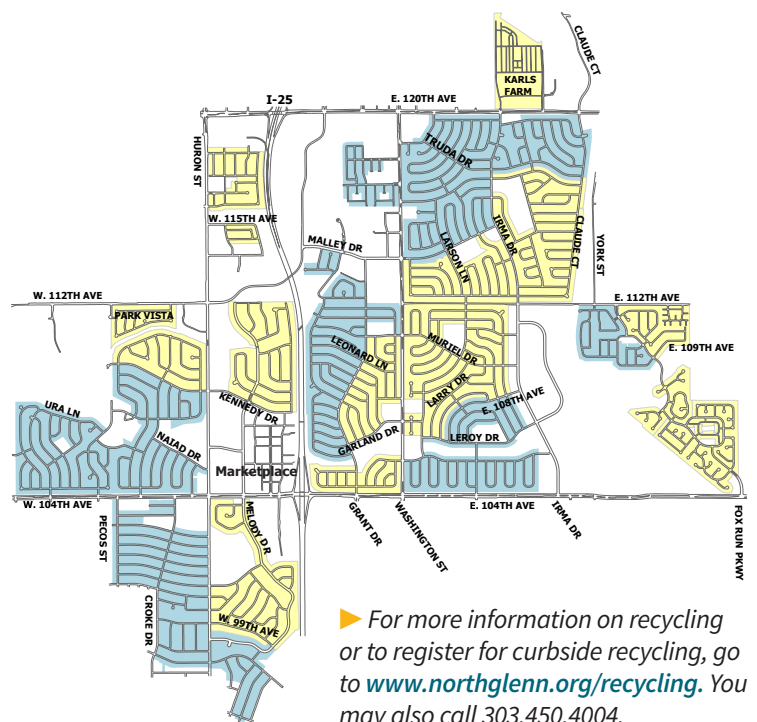 CLAUDE CT
KARLS
FARM
I-25
E. 120TH AVE
HURON ST
TRUDA DR
W. 115TH AVE
IRMA DR
CLAUDE CT
YORK ST
LARSON LN
MALLEY DR
W. 112TH AVE
E. 112TH AVE
PARK VISTA
MURIEL DR
LEONARD LN
E. 109TH AVE
LARRY DR
KENNEDY DR
E. 108TH AVE
URA LN
NAIAD DR
GARLAND DR
LEROY DR
Marketplace
W. 104TH AVE
E. 104TH AVE
MELODY DR
GRANT DR
WASHINGTON ST
IRMA DR
FOX RUN PKWY
PECOS ST
CROKE DR
W. 99TH AVE
► For more information on recycling
or to register for curbside recycling, go
to www.northglenn.org/recycling. You
may also call 303.450.4004.